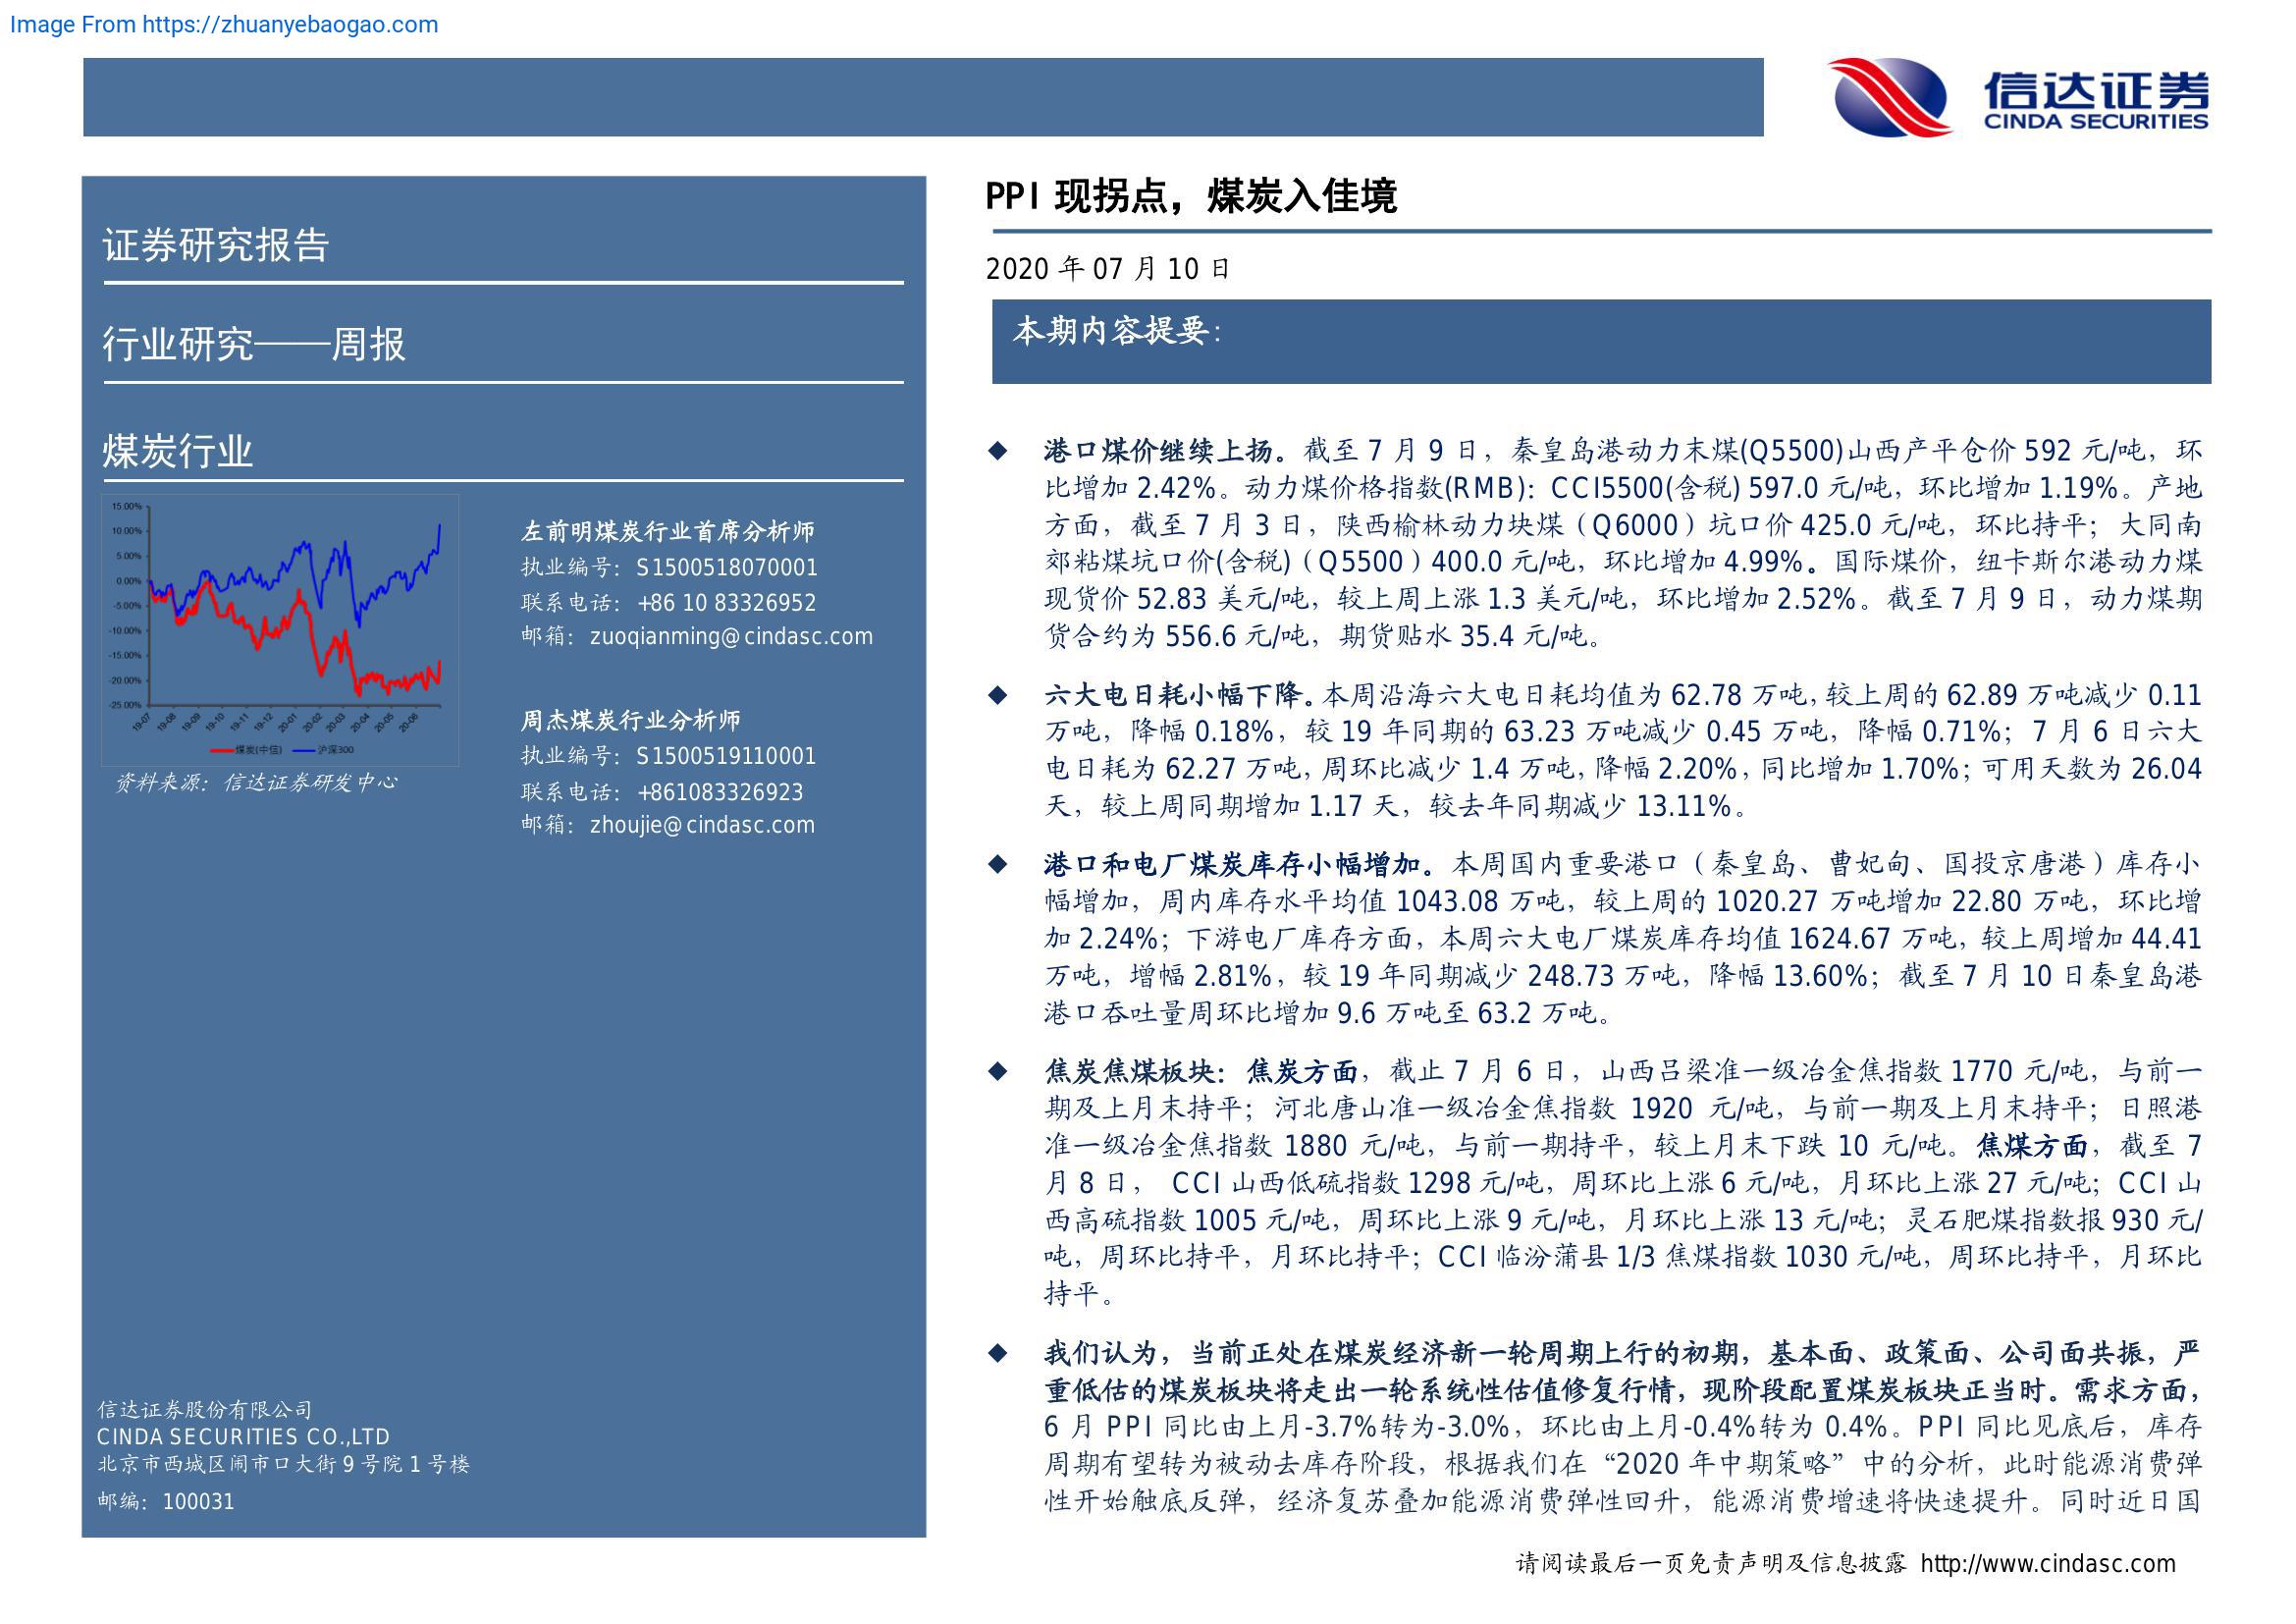 Image From https://zhuanyebaogao.com
信达证券
CINDA SECURITIES
证券研究报告
行业研究——周报
煤炭行业
15.00%
10.00%
5.00%
0.00%
-5.00%
-10.00%
-15.00%
-20.00%
-25.00%
19-07
19-08
19-09
19-10
19-11
19-12
20-01
20-02
20-03
20-04
20-05
20-06
煤炭(中信)
沪深300
资料来源：信达证券研发中心
左前明煤炭行业首席分析师
执业编号：S1500518070001
联系电话：+86 10 83326952
邮箱：zuoqianming@cindasc.com
周杰煤炭行业分析师
执业编号：S1500519110001
联系电话：+861083326923
邮箱：zhoujie@cindasc.com
信达证券股份有限公司
CINDA SECURITIES CO.,LTD
北京市西城区闹市口大街 9 号院 1 号楼
邮编：100031
PPI 现拐点，煤炭入佳境
2020 年 07 月 10 日
本期内容提要：
◆ 港口煤价继续上扬。截至 7 月 9 日，秦皇岛港动力末煤(Q5500)山西产平仓价 592 元/吨，环
比增加 2.42%。动力煤价格指数(RMB)：CCI5500(含税) 597.0 元/吨，环比增加 1.19%。产地
方面，截至 7 月 3 日，陕西榆林动力块煤（Q6000）坑口价 425.0 元/吨，环比持平；大同南
郊粘煤坑口价(含税)（Q5500）400.0 元/吨，环比增加 4.99%。国际煤价，纽卡斯尔港动力煤
现货价 52.83 美元/吨，较上周上涨 1.3 美元/吨，环比增加 2.52%。截至 7 月 9 日，动力煤期
货合约为 556.6 元/吨，期货贴水 35.4 元/吨。
◆ 六大电日耗小幅下降。本周沿海六大电日耗均值为 62.78 万吨，较上周的 62.89 万吨减少 0.11
万吨，降幅 0.18%，较 19 年同期的 63.23 万吨减少 0.45 万吨，降幅 0.71%；7 月 6 日六大
电日耗为 62.27 万吨，周环比减少 1.4 万吨，降幅 2.20%，同比增加 1.70%；可用天数为 26.04
天，较上周同期增加 1.17 天，较去年同期减少 13.11%。
◆ 港口和电厂煤炭库存小幅增加。本周国内重要港口（秦皇岛、曹妃甸、国投京唐港）库存小
幅增加，周内库存水平均值 1043.08 万吨，较上周的 1020.27 万吨增加 22.80 万吨，环比增
加 2.24%；下游电厂库存方面，本周六大电厂煤炭库存均值 1624.67 万吨，较上周增加 44.41
万吨，增幅 2.81%，较 19 年同期减少 248.73 万吨，降幅 13.60%；截至 7 月 10 日秦皇岛港
港口吞吐量周环比增加 9.6 万吨至 63.2 万吨。
◆ 焦炭焦煤板块：焦炭方面，截止 7 月 6 日，山西吕梁准一级冶金焦指数 1770 元/吨，与前一
期及上月末持平；河北唐山准一级冶金焦指数 1920 元/吨，与前一期及上月末持平；日照港
准一级冶金焦指数 1880 元/吨，与前一期持平，较上月末下跌 10 元/吨。焦煤方面，截至 7
月 8 日， CCI 山西低硫指数 1298 元/吨，周环比上涨 6 元/吨，月环比上涨 27 元/吨；CCI 山
西高硫指数 1005 元/吨，周环比上涨 9 元/吨，月环比上涨 13 元/吨；灵石肥煤指数报 930 元/
吨，周环比持平，月环比持平；CCI 临汾蒲县 1/3 焦煤指数 1030 元/吨，周环比持平，月环比
持平。
◆ 我们认为，当前正处在煤炭经济新一轮周期上行的初期，基本面、政策面、公司面共振，严
重低估的煤炭板块将走出一轮系统性估值修复行情，现阶段配置煤炭板块正当时。需求方面，
6 月 PPI 同比由上月-3.7%转为-3.0%，环比由上月-0.4%转为 0.4%。PPI 同比见底后，库存
周期有望转为被动去库存阶段，根据我们在“2020 年中期策略”中的分析，此时能源消费弹
性开始触底反弹，经济复苏叠加能源消费弹性回升，能源消费增速将快速提升。同时近日国
请阅读最后一页免责声明及信息披露 http://www.cindasc.com